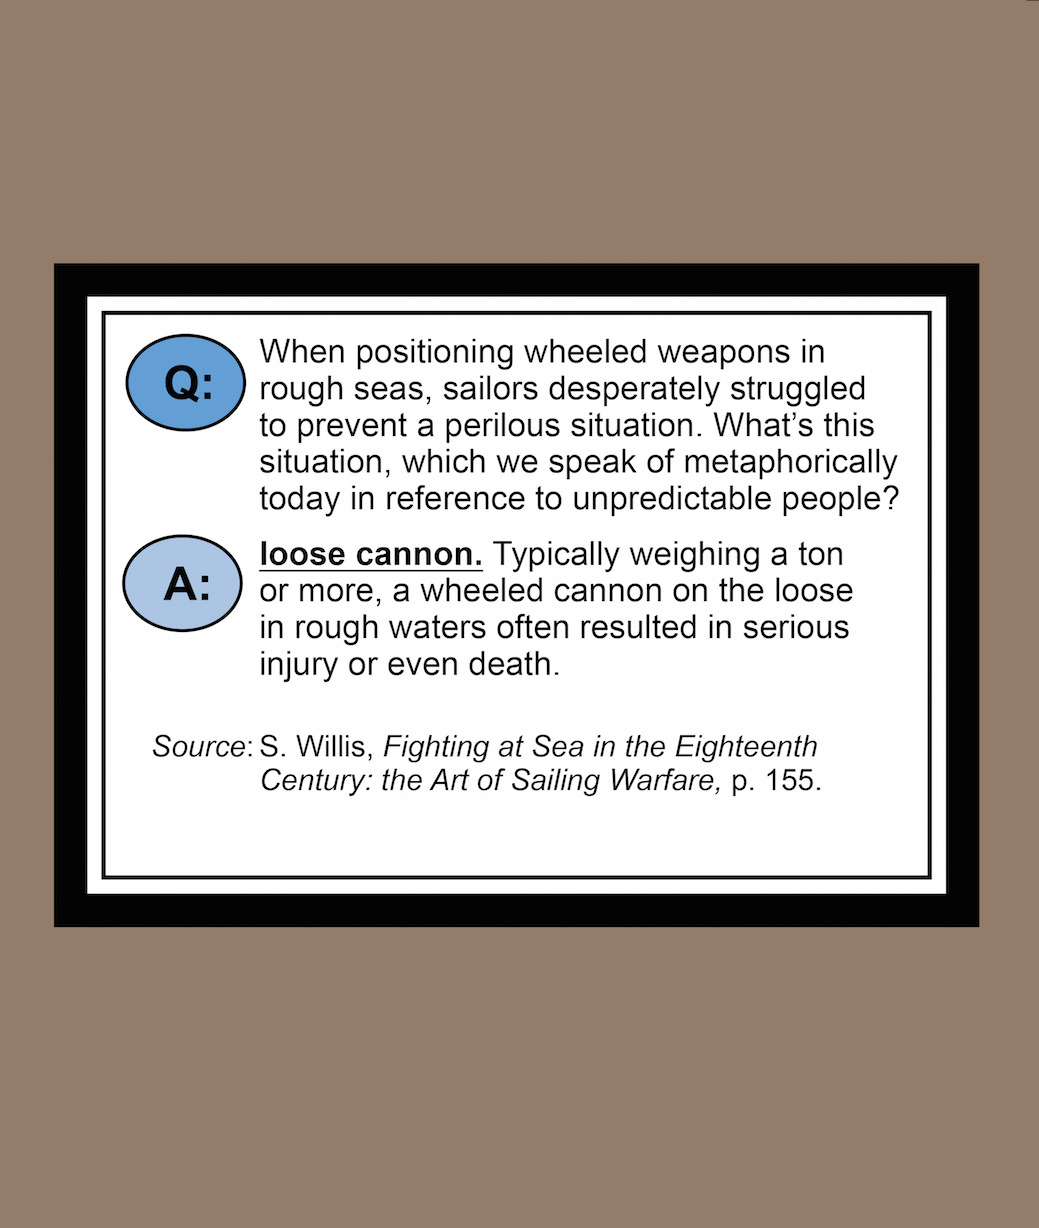 Q:
When positioning wheeled weapons in
rough seas, sailors desperately struggled
to prevent a perilous situation. What’s this
situation, which we speak of metaphorically
today in reference to unpredictable people?
A:
loose cannon. Typically weighing a ton
or more, a wheeled cannon on the loose
in rough waters often resulted in serious
injury or even death.
Source: S. Willis, Fighting at Sea in the Eighteenth
Century: the Art of Sailing Warfare, p. 155.